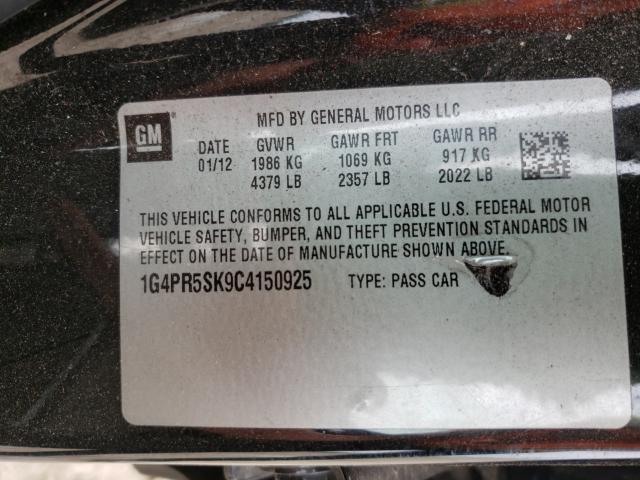 GM
MFD BY GENERAL MOTORS LLC
DATE GVWR GAWR FRT GAWR RR
01/12 1986 KG 1069 KG 917 KG
4379 LB 2357 LB 2022 LB
THIS VEHICLE CONFORMS TO ALL APPLICABLE U.S. FEDERAL MOTOR
VEHICLE SAFETY, BUMPER, AND THEFT PREVENTION STANDARDS IN
EFFECT ON THE DATE OF MANUFACTURE SHOWN ABOVE.
1G4PR5SK9C4150925 TYPE: PASS CAR